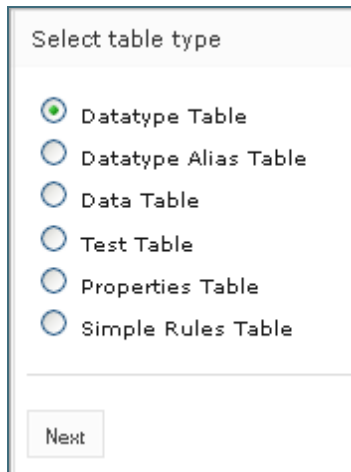 Select table type
Datatype Table
Datatype Alias Table
Data Table
Test Table
Properties Table
Simple Rules Table
Next